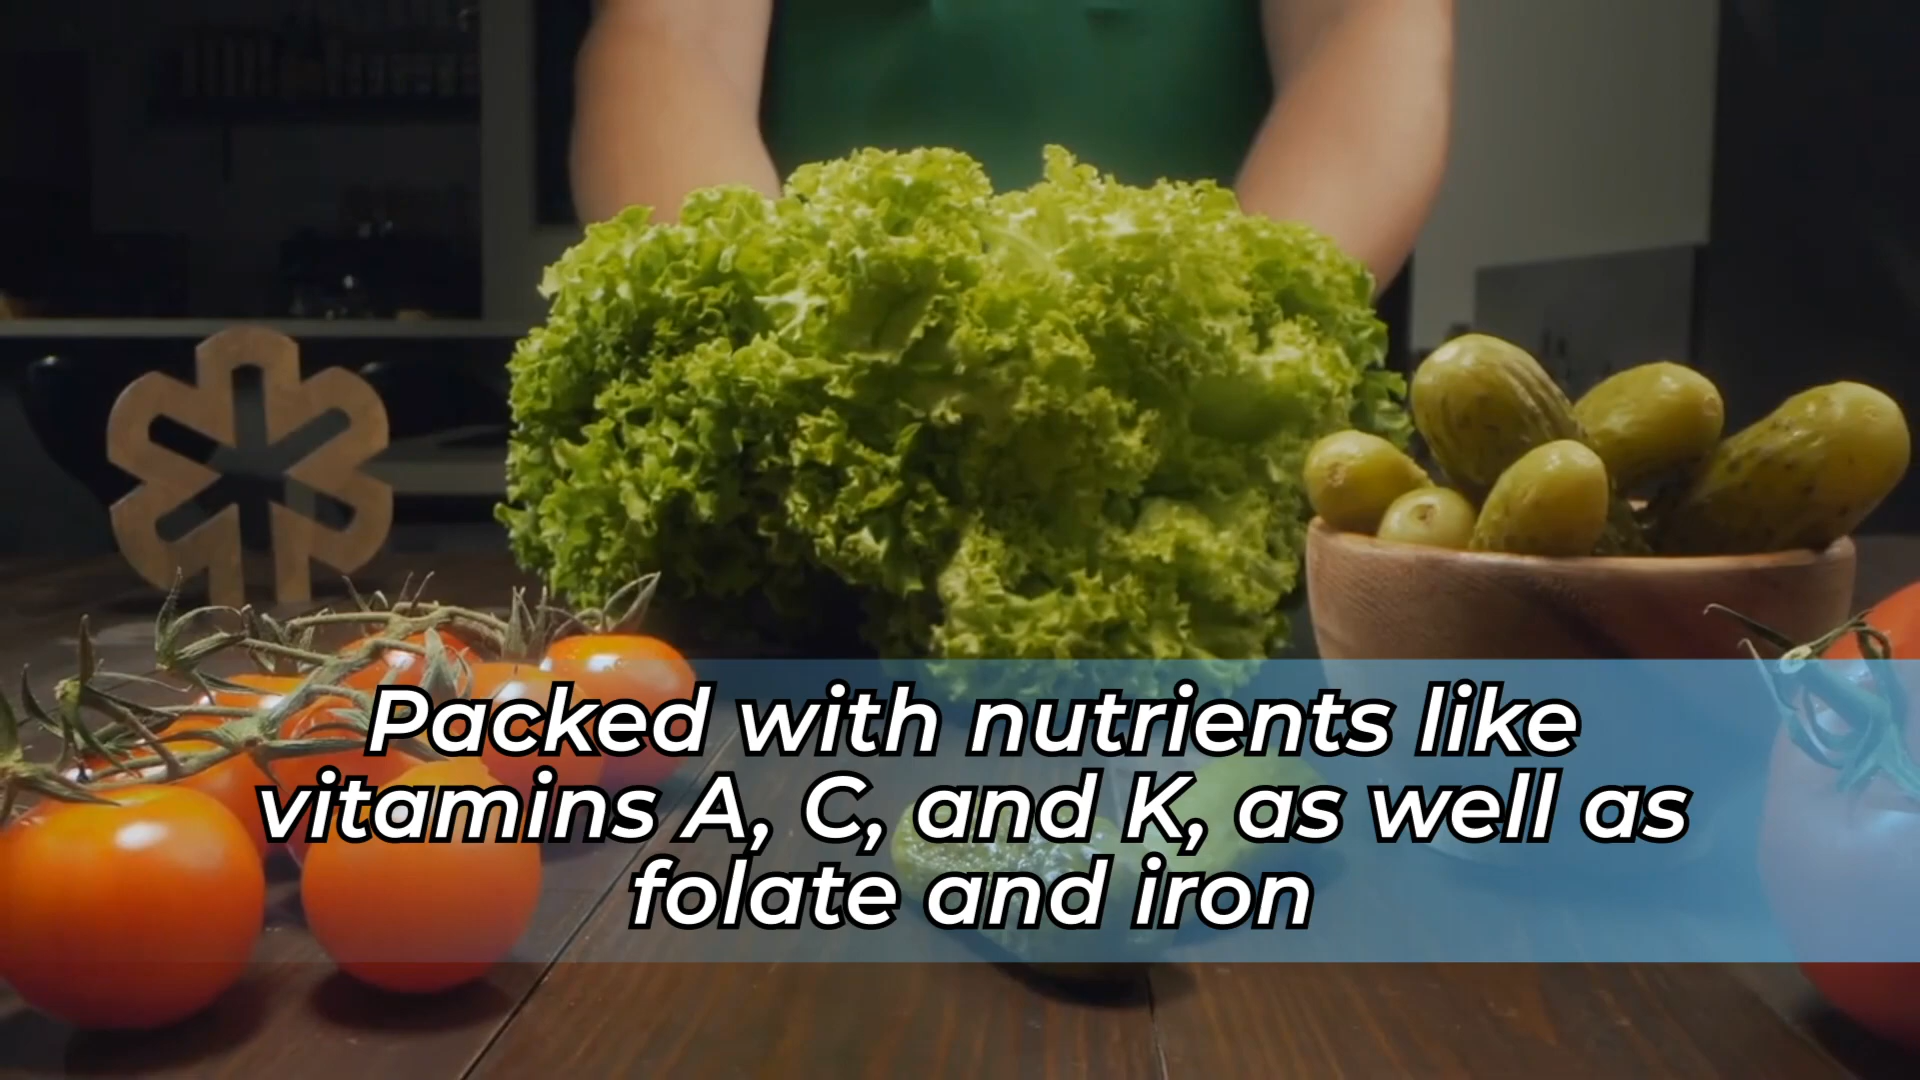 Packed with nutrients like
vitamins A, C, and K, as well as
folate and iron